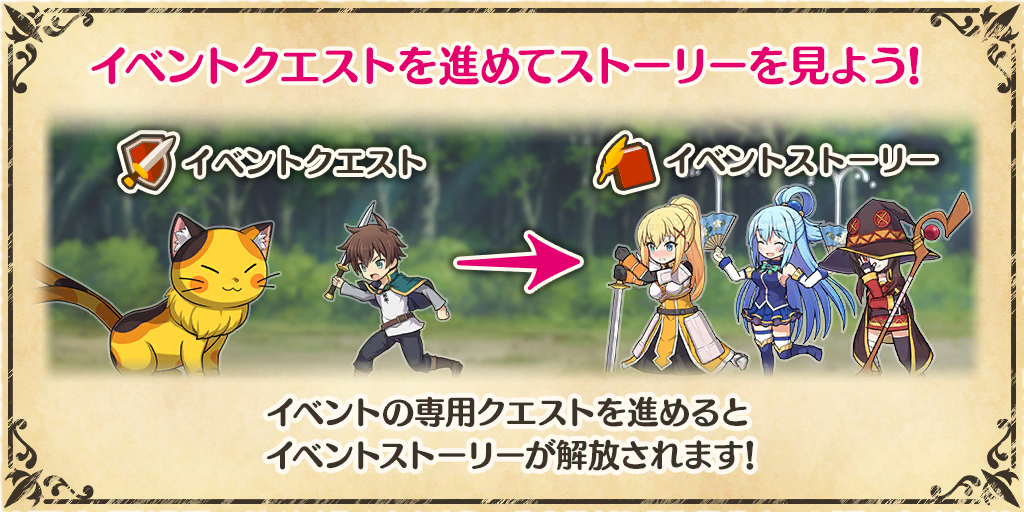 イベントクエストを進めてストーリーを見よう!
イベントクエスト
イベントストーリー
イベントの専用クエストを進めると
イベントストーリーが解放されます!